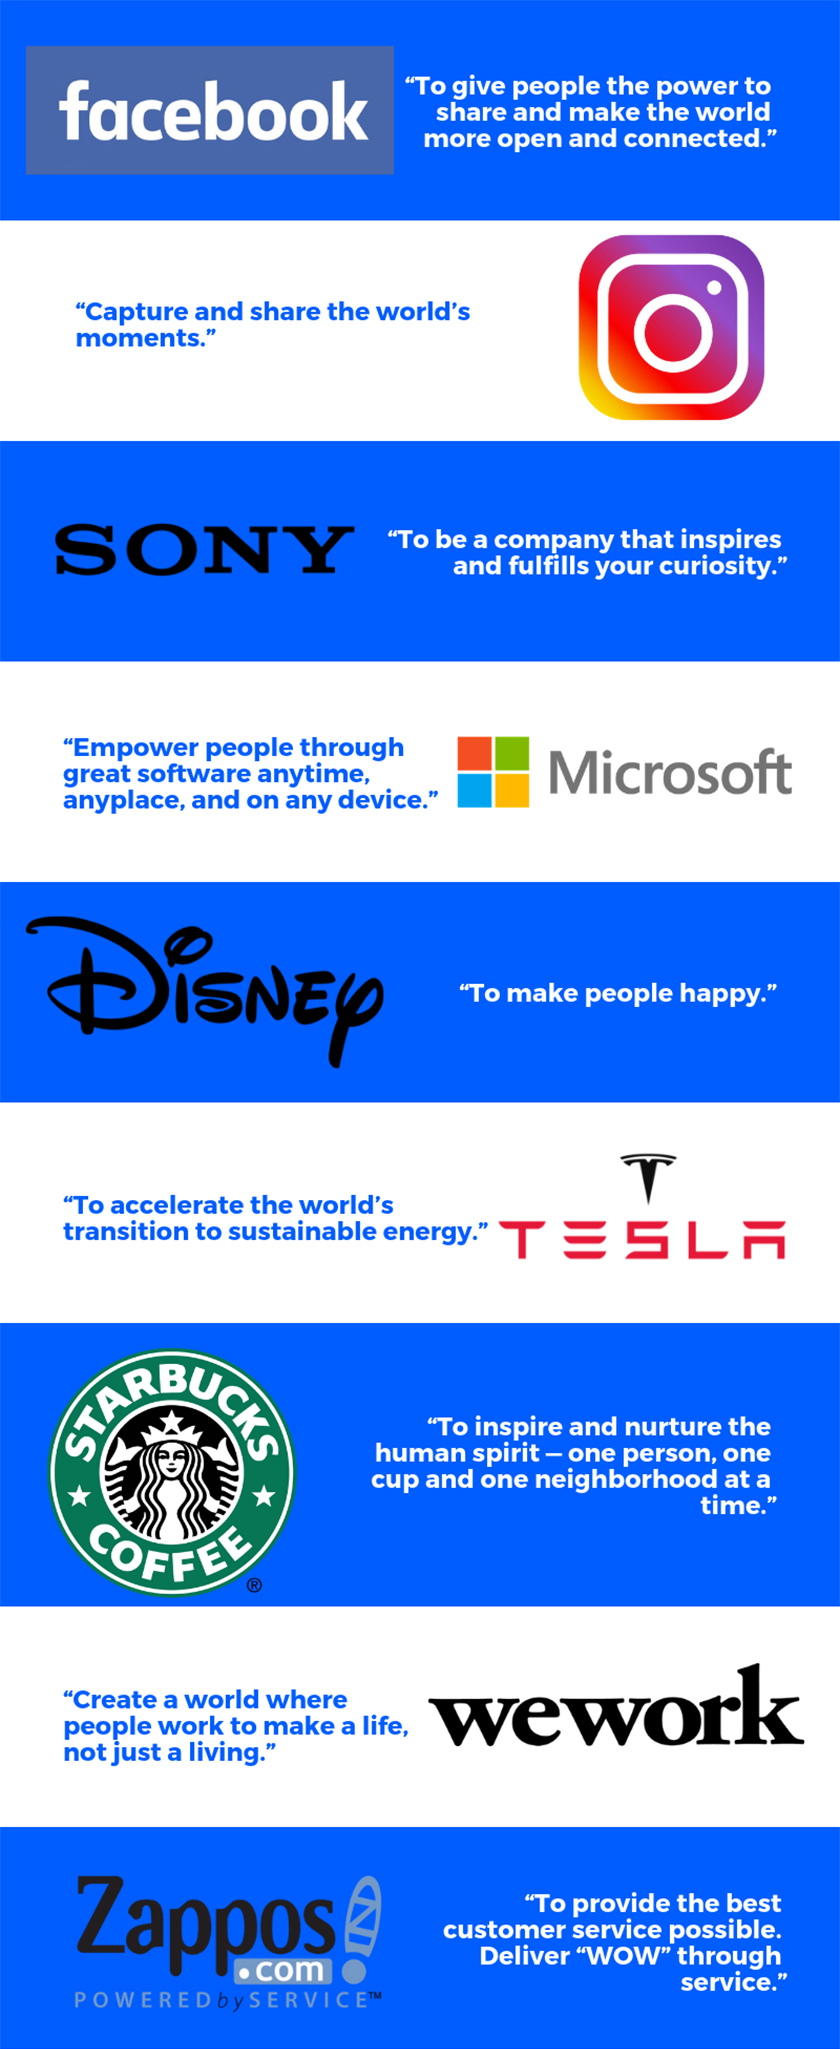 facebook
“To give people the power to
share and make the world
more open and connected.”
“Capture and share the world’s
moments.”
SONY
“To be a company that inspires
and fulfills your curiosity.”
“Empower people through
great software anytime,
anyplace, and on any device.”
Microsoft
Disney
“To make people happy.”
“To accelerate the world’s
transition to sustainable energy.”
TESLA
STARBUCKS
COFFEE
®
“To inspire and nurture the
human spirit – one person, one
cup and one neighborhood at a
time.”
“Create a world where
people work to make a life,
not just a living.”
wework
Zappos
.com
POWERED by SERVICE™
“To provide the best
customer service possible.
Deliver “WOW” through
service.”